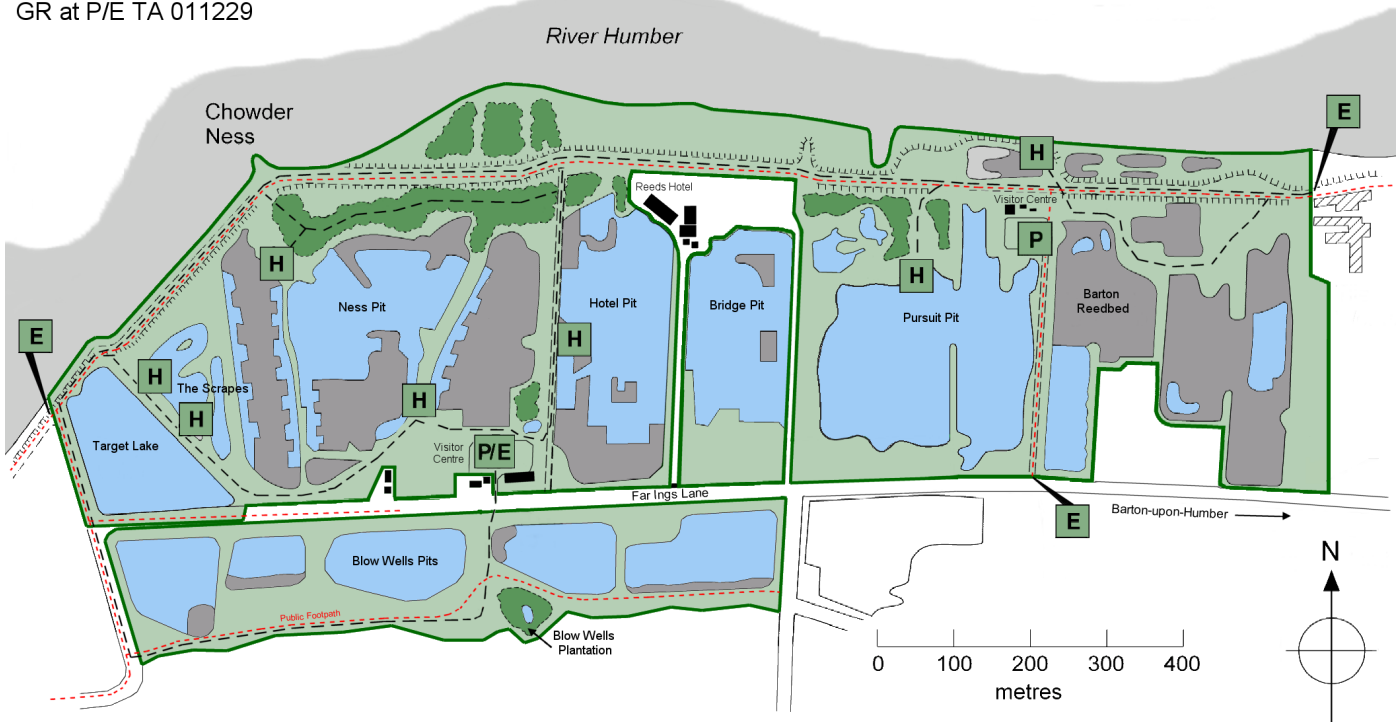 GR at P/E TA 011229
River Humber
Chowder
Ness
E
H
Reeds Hotel
Visitor Centre
P
H
H
Ness Pit
Hotel Pit
Bridge Pit
Pursuit Pit
Barton
Reedbed
E
H
H
The Scrapes
H
H
Target Lake
Visitor
Centre
P/E
Far Ings Lane
Barton-upon-Humber
E
Blow Wells Pits
Public Footpath
Blow Wells
Plantation
N
0 100 200 300 400
metres